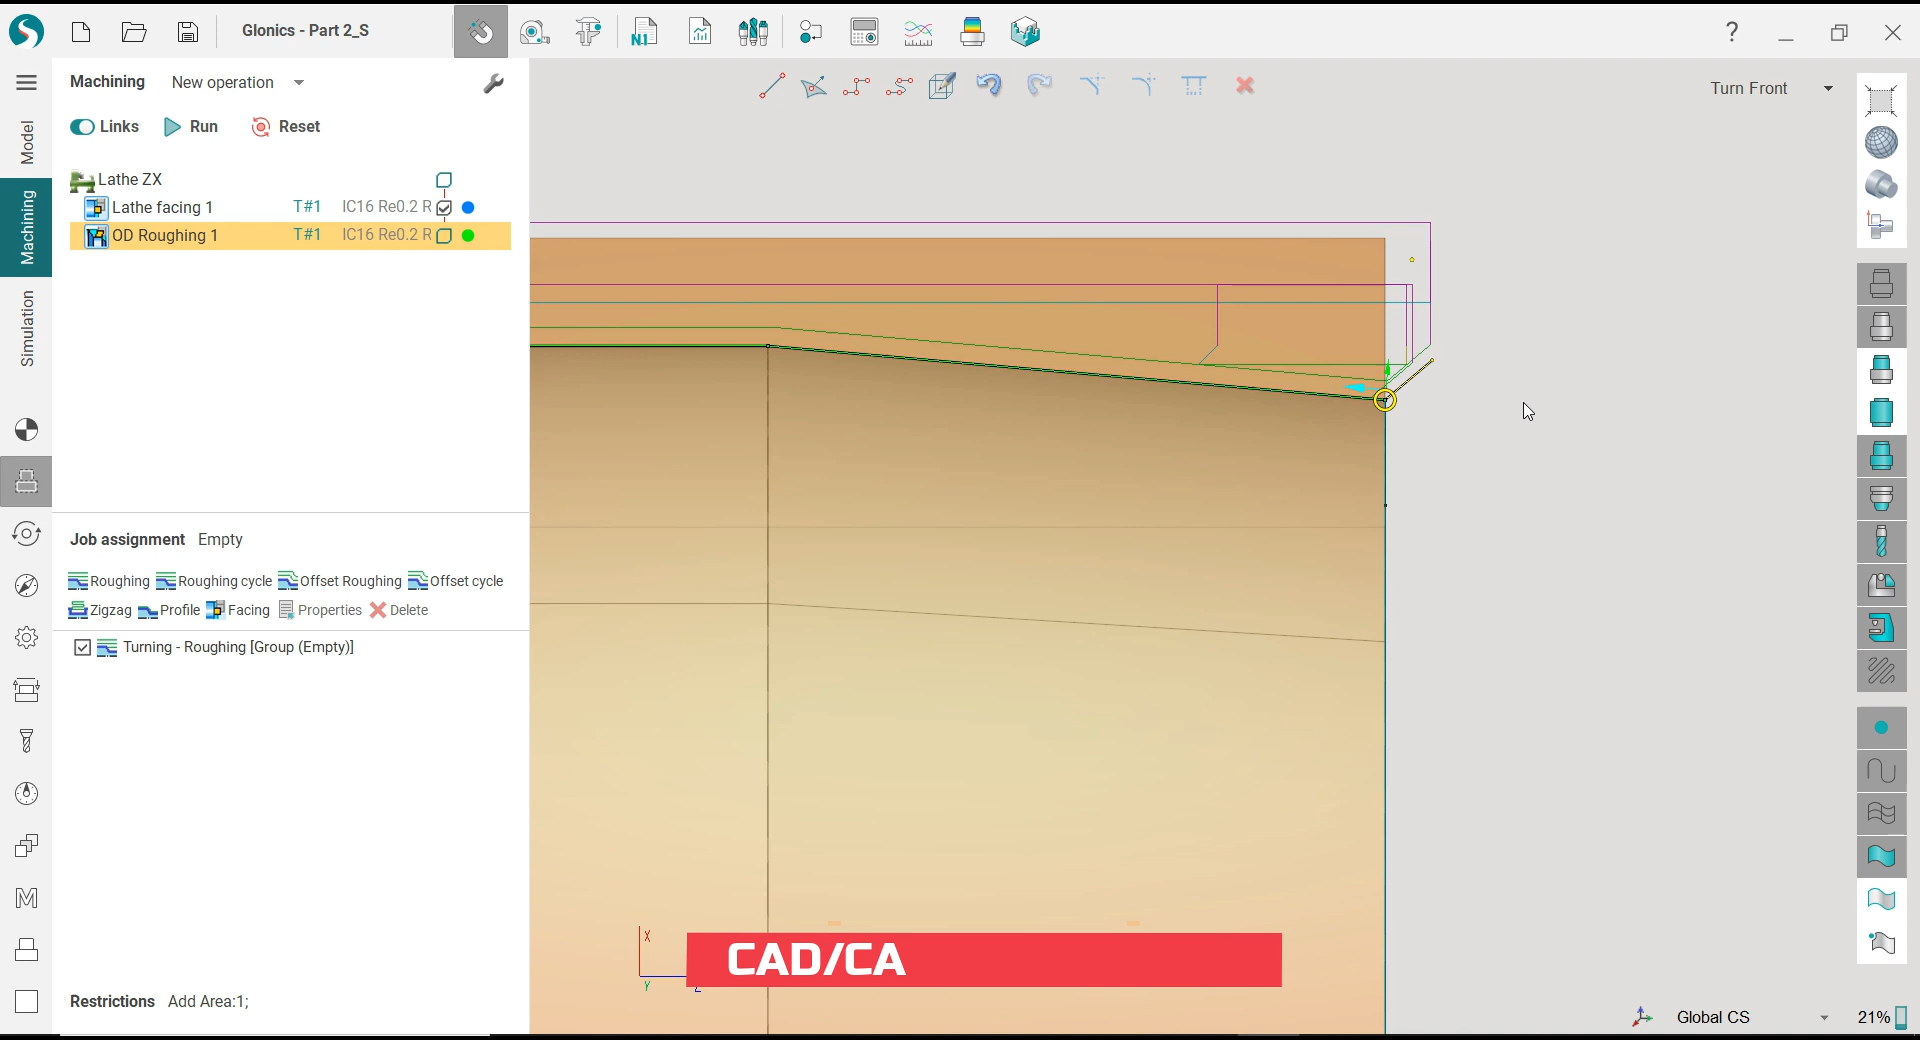 Glonics - Part 2_S
N1
?
Machining New operation
Turn Front
Links Run Reset
Model
Machining
Simulation
Lathe ZX
Lathe facing 1 T#1 IC16 Re0.2 R
OD Roughing 1 T#1 IC16 Re0.2 R
Job assignment Empty
Roughing Roughing cycle Offset Roughing Offset cycle
Zigzag Profile Facing Properties Delete
Turning - Roughing [Group (Empty)]
M
X
Y
Z
CAD/CA
Restrictions Add Area:1;
Global CS 21%